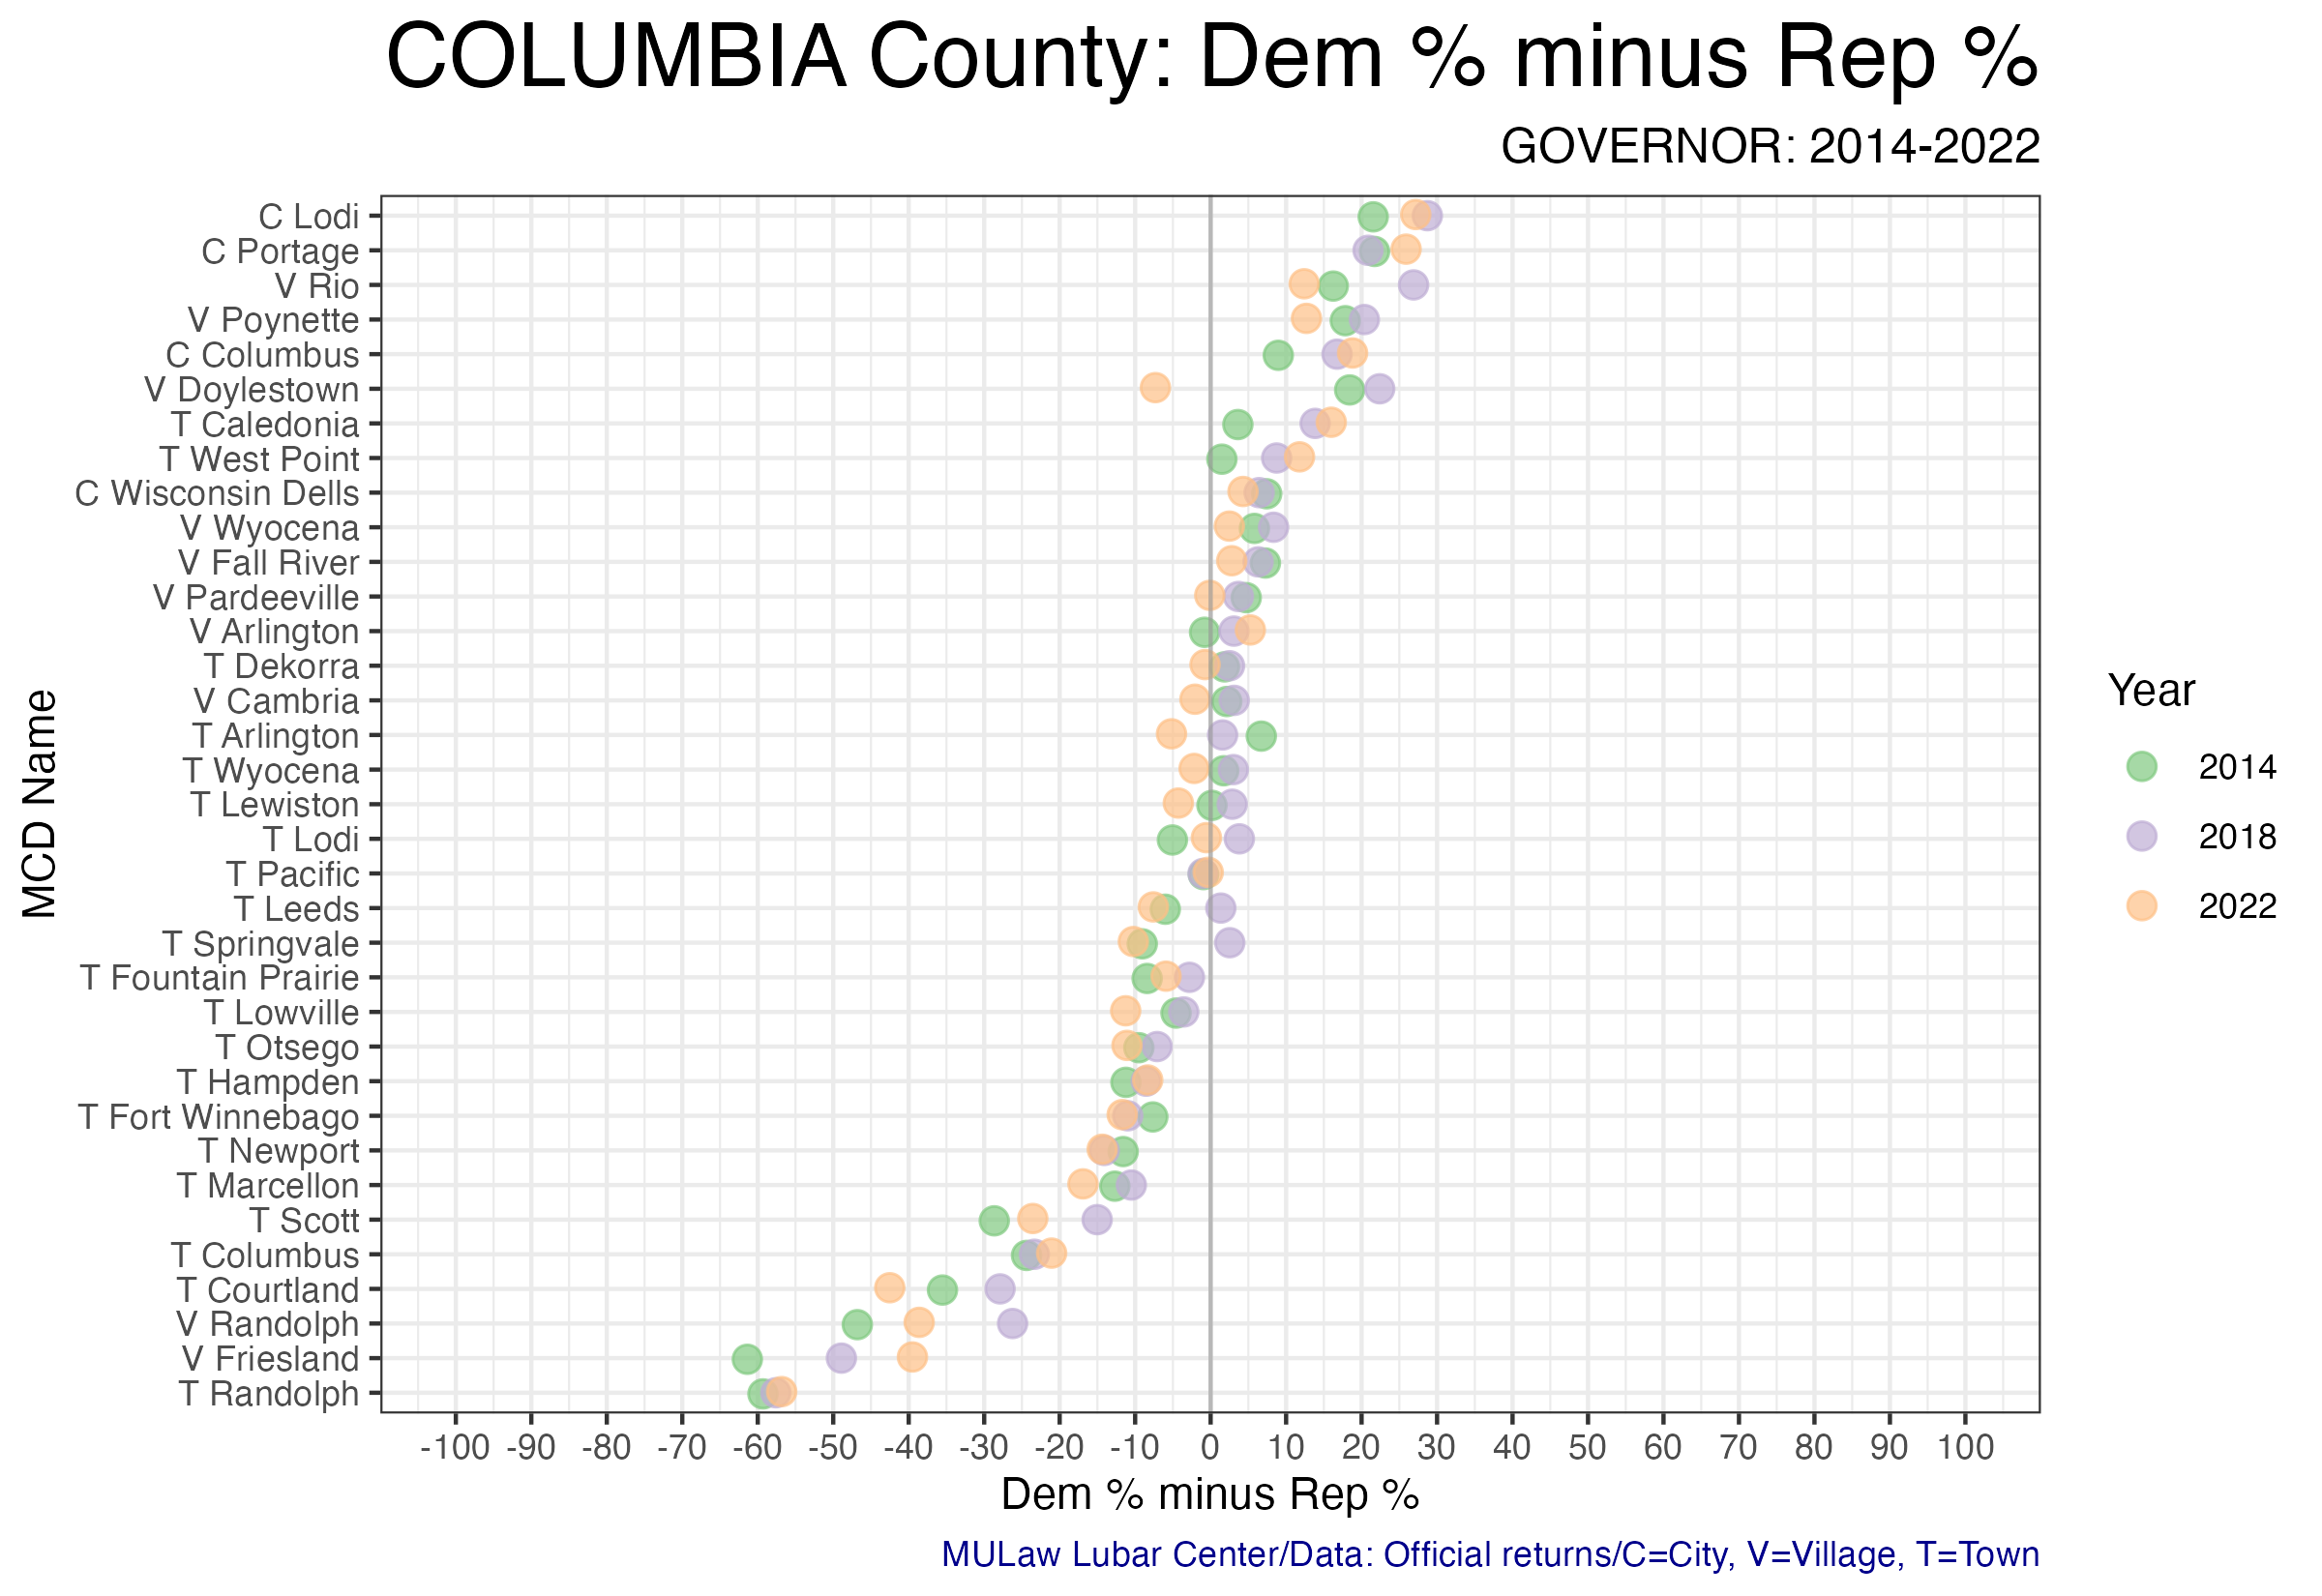 COLUMBIA County: Dem % minus Rep %
GOVERNOR: 2014-2022
C Lodi
C Portage
V Rio
V Poynette
C Columbus
V Doylestown
T Caledonia
T West Point
C Wisconsin Dells
V Wyocena
V Fall River
V Pardeeville
V Arlington
T Dekorra
V Cambria
T Arlington
T Wyocena
T Lewiston
T Lodi
T Pacific
T Leeds
T Springvale
T Fountain Prairie
T Lowville
T Otsego
T Hampden
T Fort Winnebago
T Newport
T Marcellon
T Scott
T Columbus
T Courtland
V Randolph
V Friesland
T Randolph
MCD Name
-100 -90 -80 -70 -60 -50 -40 -30 -20 -10 0 10 20 30 40 50 60 70 80 90 100
Dem % minus Rep %
Year
2014
2018
2022
MULaw Lubar Center/Data: Official returns/C=City, V=Village, T=Town